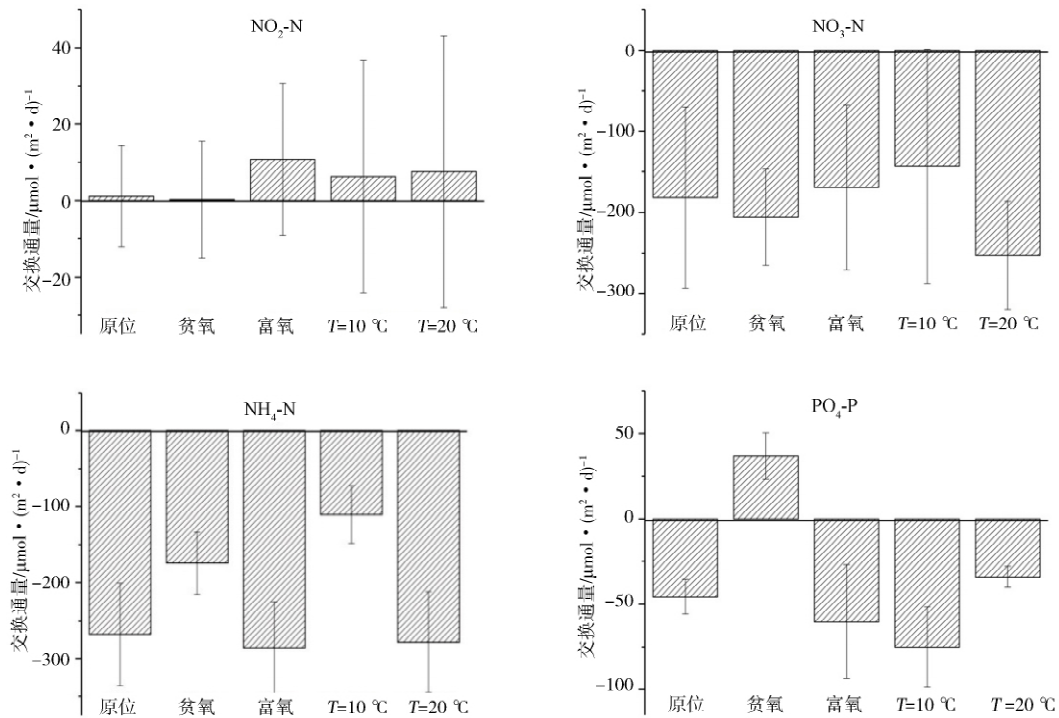 NO₂-N
交换通量/μmol·(m²·d)⁻¹
40
20
0
−20
原位 贫氧 富氧 T=10 ℃ T=20 ℃
NO₃-N
交换通量/μmol·(m²·d)⁻¹
0
−100
−200
−300
原位 贫氧 富氧 T=10 ℃ T=20 ℃
NH₄-N
交换通量/μmol·(m²·d)⁻¹
0
−100
−200
−300
原位 贫氧 富氧 T=10 ℃ T=20 ℃
PO₄-P
交换通量/μmol·(m²·d)⁻¹
50
0
−50
−100
原位 贫氧 富氧 T=10 ℃ T=20 ℃